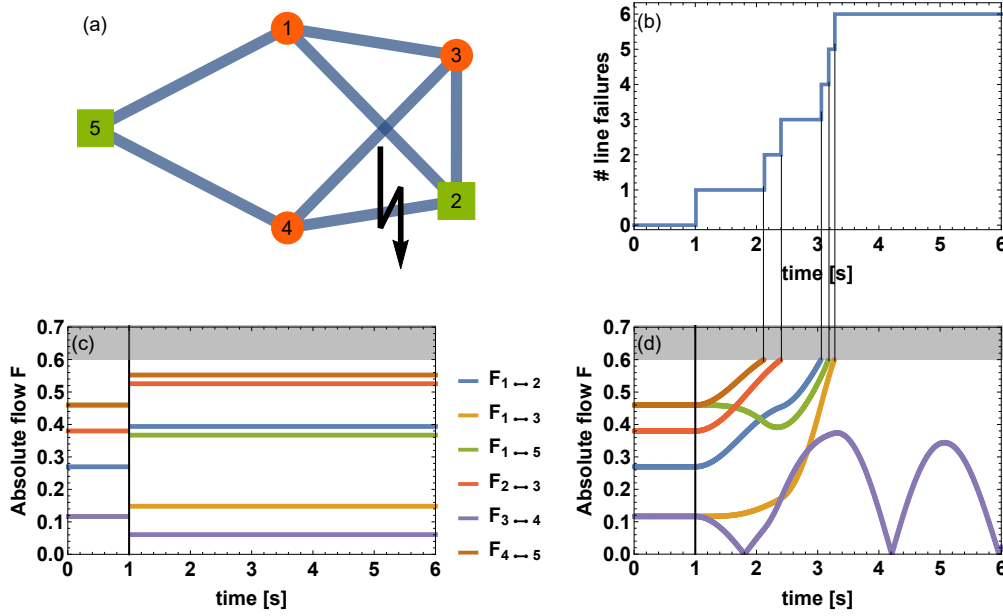 (a)
1
3
5
2
4
(b)
# line failures
6
5
4
3
2
1
0
0 1 2 3 4 5 6
time [s]
(c)
Absolute flow F
0.7
0.6
0.5
0.4
0.3
0.2
0.1
0.0
0 1 2 3 4 5 6
time [s]
F1↔2
F1↔3
F1↔5
F2↔3
F3↔4
F4↔5
(d)
Absolute flow F
0.7
0.6
0.5
0.4
0.3
0.2
0.1
0.0
0 1 2 3 4 5 6
time [s]